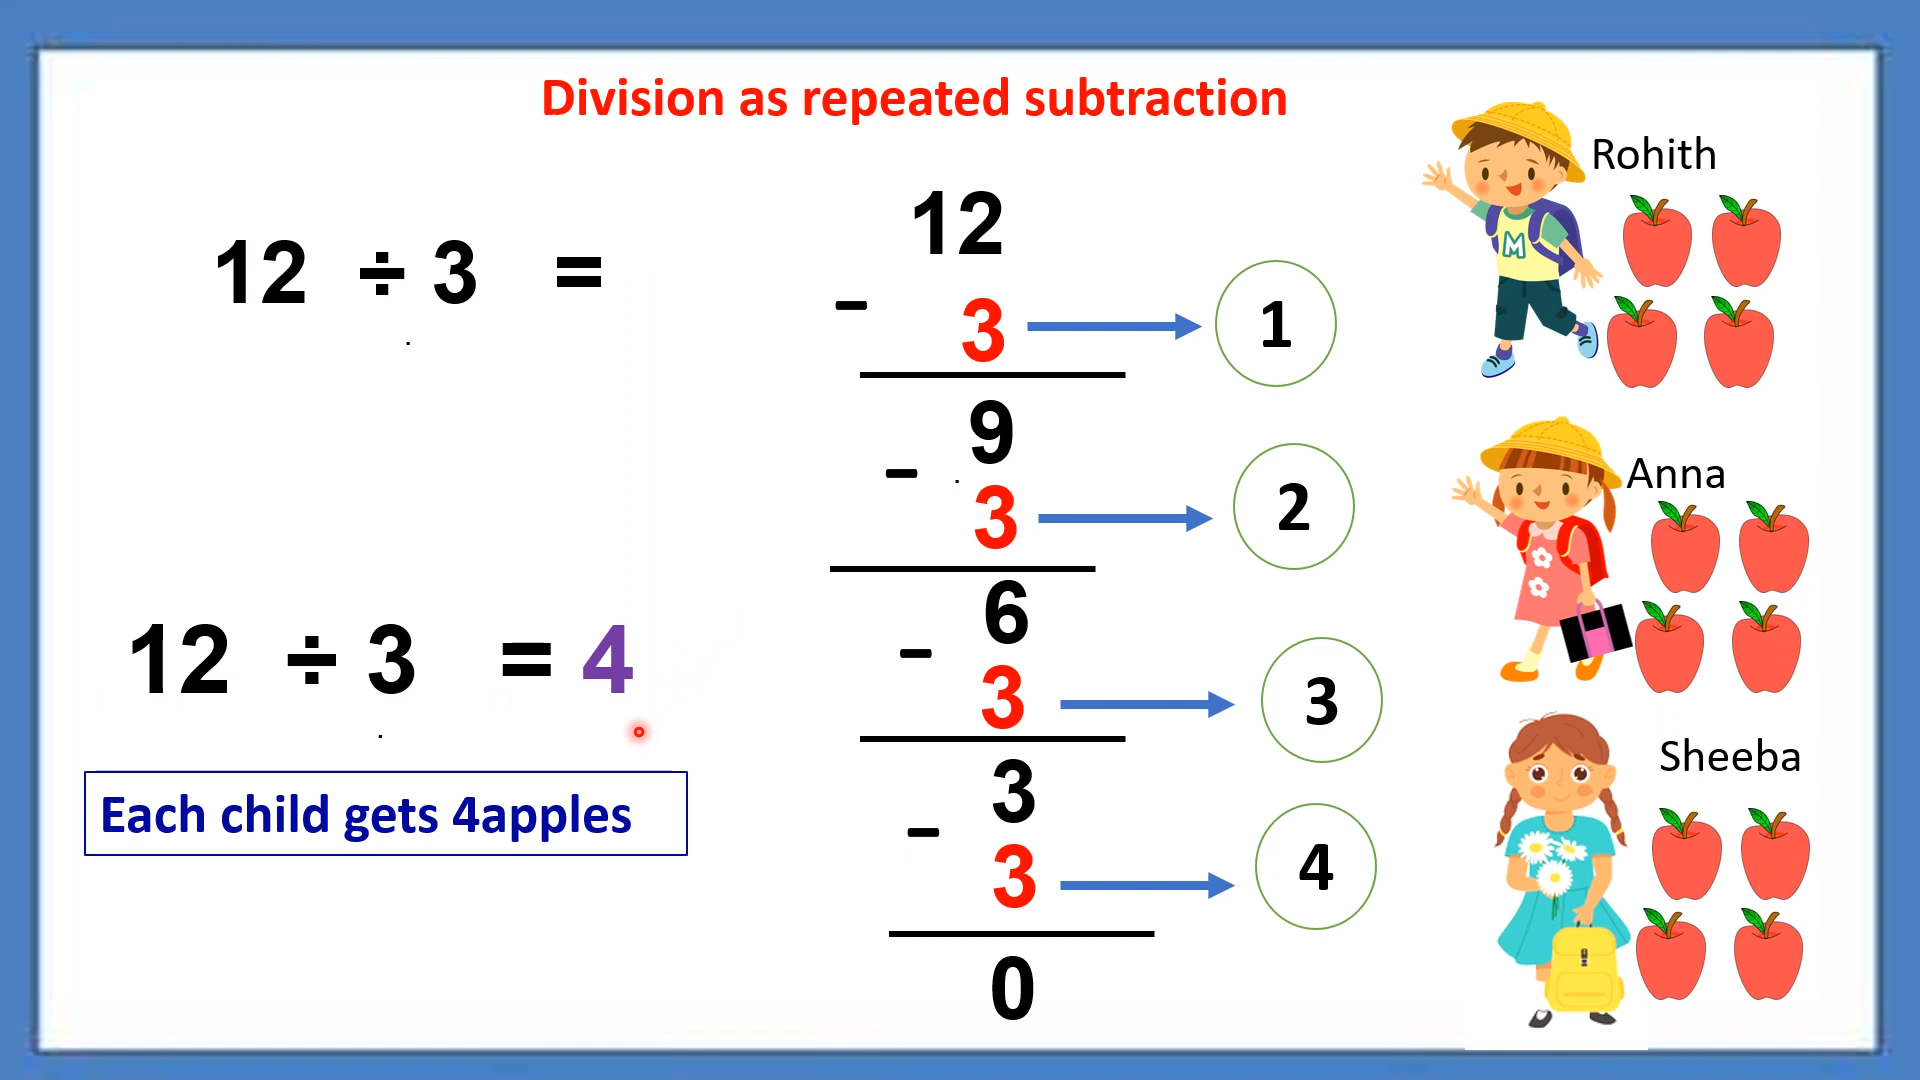 Division as repeated subtraction
12 ÷ 3 =
12 ÷ 3 = 4
Each child gets 4apples
12
- 3
1
9
- 3
2
6
- 3
3
3
- 3
4
0
Rohith
M
Anna
Sheeba